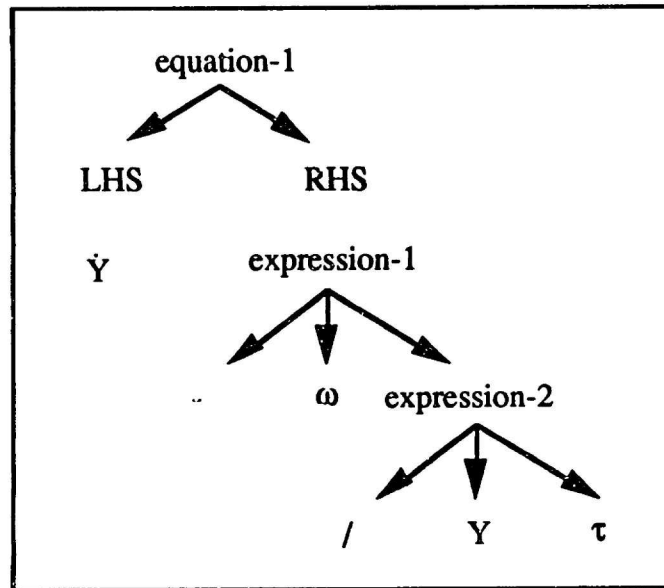 equation-1
LHS RHS
Ẏ expression-1
ω expression-2
/ Y τ